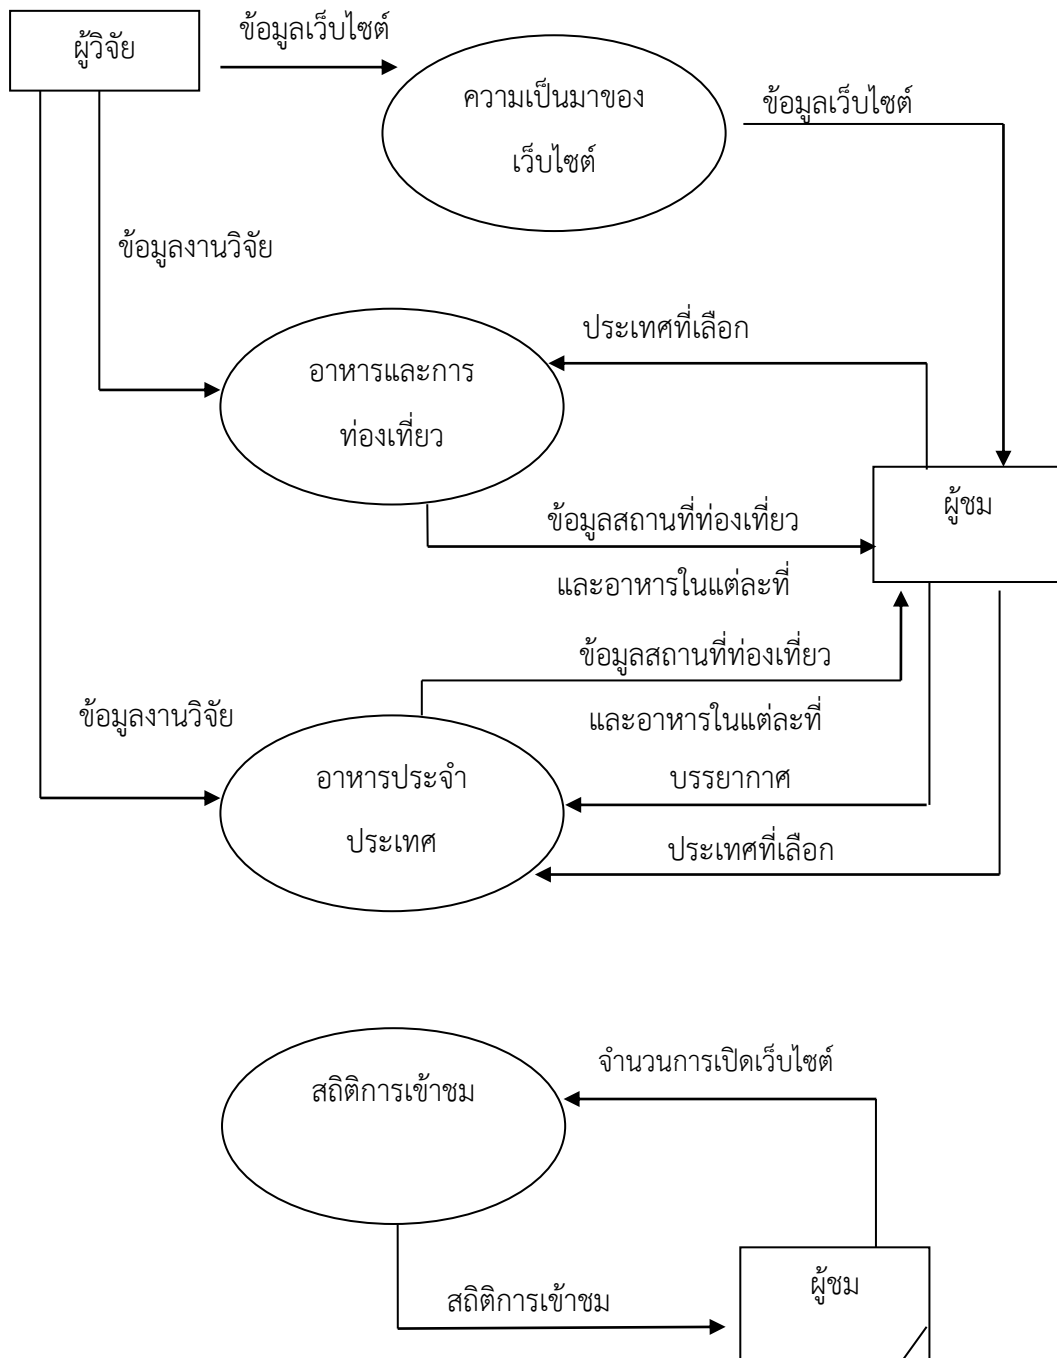 ผู้วิจัย
ข้อมูลเว็บไซต์
ความเป็นมาของ
เว็บไซต์
ข้อมูลเว็บไซต์
ข้อมูลงานวิจัย
ประเทศที่เลือก
อาหารและการ
ท่องเที่ยว
ผู้ชม
ข้อมูลสถานที่ท่องเที่ยว
และอาหารในแต่ละที่
ข้อมูลสถานที่ท่องเที่ยว
และอาหารในแต่ละที่
ข้อมูลงานวิจัย
อาหารประจำ
ประเทศ
บรรยากาศ
ประเทศที่เลือก
สถิติการเข้าชม
จำนวนการเปิดเว็บไซต์
ผู้ชม
สถิติการเข้าชม